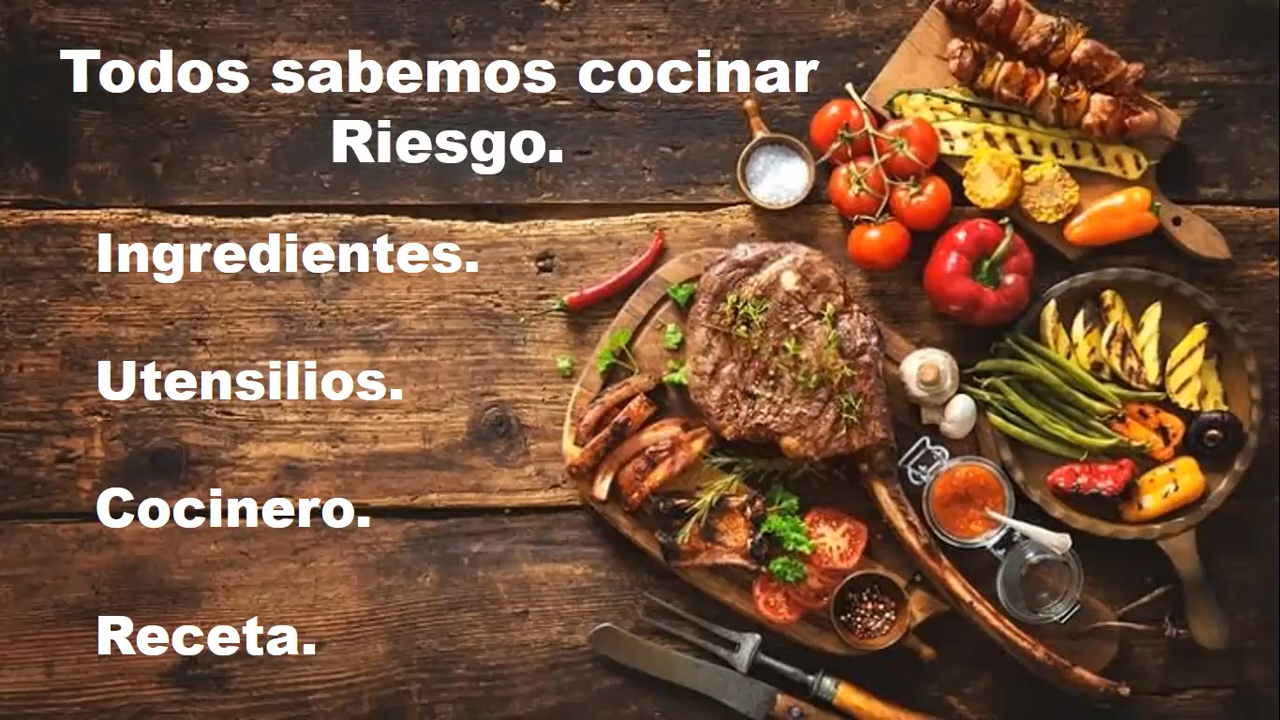 Todos sabemos cocinar
Riesgo.
Ingredientes.
Utensilios.
Cocinero.
Receta.